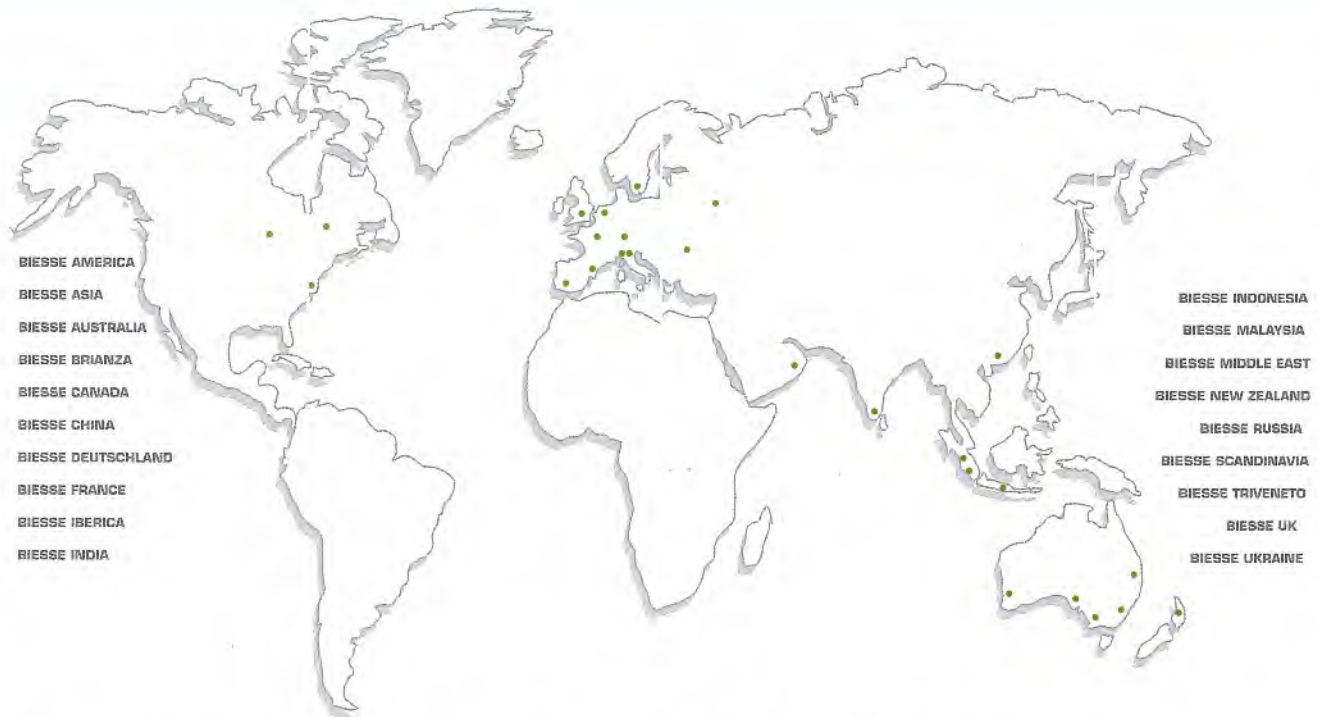 BIESSE AMERICA
BIESSE ASIA
BIESSE AUSTRALIA
BIESSE BRIANZA
BIESSE CANADA
BIESSE CHINA
BIESSE DEUTSCHLAND
BIESSE FRANCE
BIESSE IBERICA
BIESSE INDIA
BIESSE INDONESIA
BIESSE MALAYSIA
BIESSE MIDDLE EAST
BIESSE NEW ZEALAND
BIESSE RUSSIA
BIESSE SCANDINAVIA
BIESSE TRIVENETO
BIESSE UK
BIESSE UKRAINE